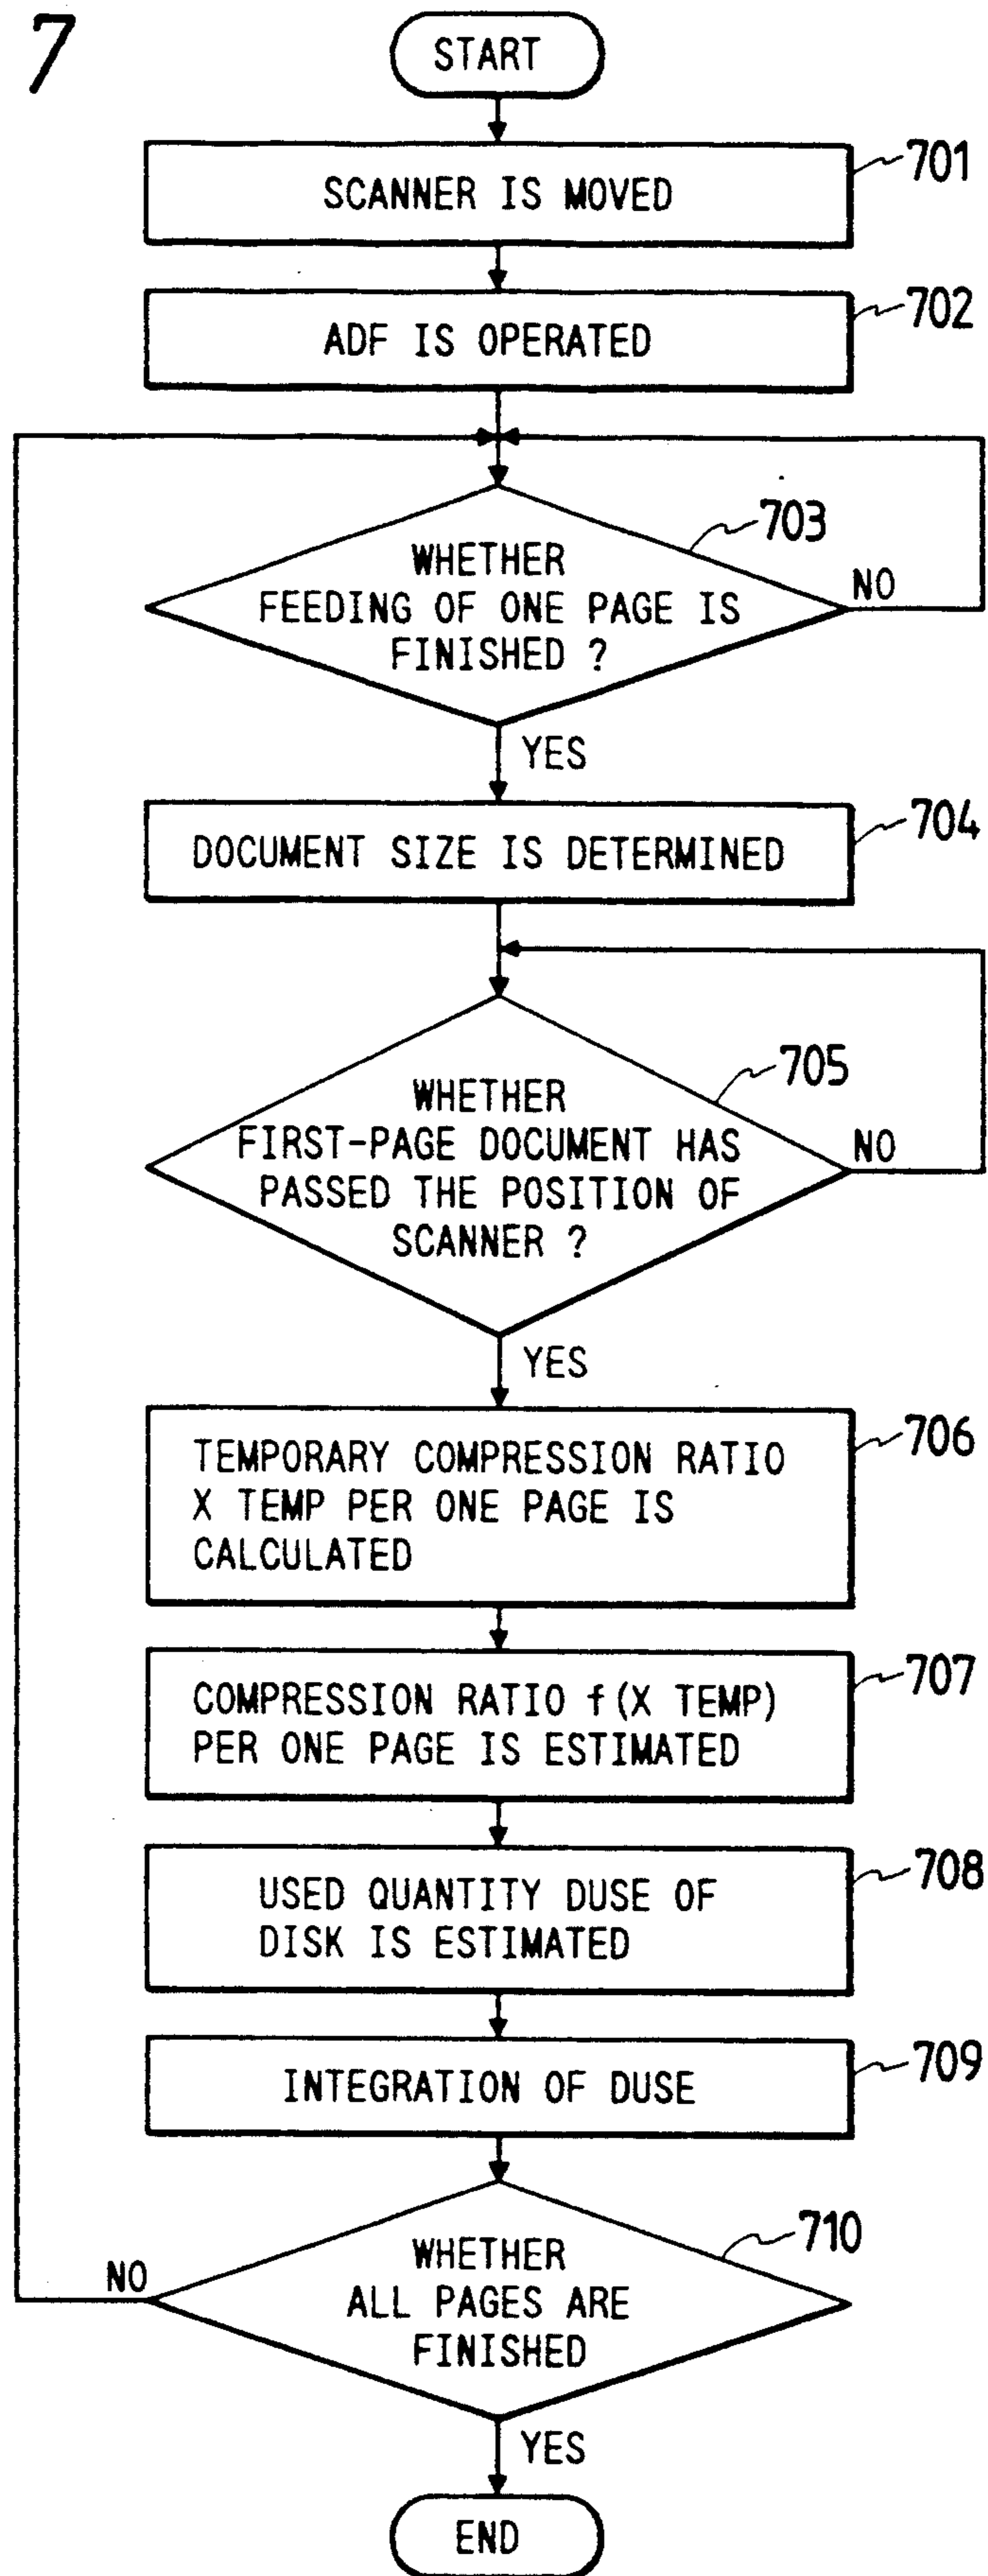 7
START
701
SCANNER IS MOVED
702
ADF IS OPERATED
703
WHETHER
FEEDING OF ONE PAGE IS
FINISHED ?
NO
YES
704
DOCUMENT SIZE IS DETERMINED
705
WHETHER
FIRST-PAGE DOCUMENT HAS
PASSED THE POSITION OF
SCANNER ?
NO
YES
706
TEMPORARY COMPRESSION RATIO
X TEMP PER ONE PAGE IS
CALCULATED
707
COMPRESSION RATIO f(X TEMP)
PER ONE PAGE IS ESTIMATED
708
USED QUANTITY DUSE OF
DISK IS ESTIMATED
709
INTEGRATION OF DUSE
710
WHETHER
ALL PAGES ARE
FINISHED
NO
YES
END